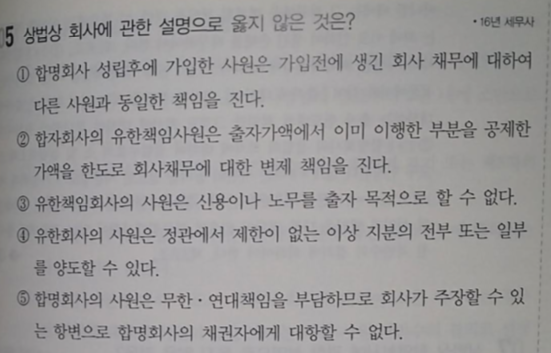 05 상법상 회사에 관한 설명으로 옳지 않은 것은? •16년 세무사
① 합명회사 성립후에 가입한 사원은 가입전에 생긴 회사 채무에 대하여
다른 사원과 동일한 책임을 진다.
② 합자회사의 유한책임사원은 출자가액에서 이미 이행한 부분을 공제한
가액을 한도로 회사채무에 대한 변제 책임을 진다.
③ 유한책임회사의 사원은 신용이나 노무를 출자 목적으로 할 수 없다.
④ 유한회사의 사원은 정관에서 제한이 없는 이상 지분의 전부 또는 일부
를 양도할 수 있다.
⑤ 합명회사의 사원은 무한·연대책임을 부담하므로 회사가 주장할 수 있
는 항변으로 합명회사의 채권자에게 대항할 수 없다.